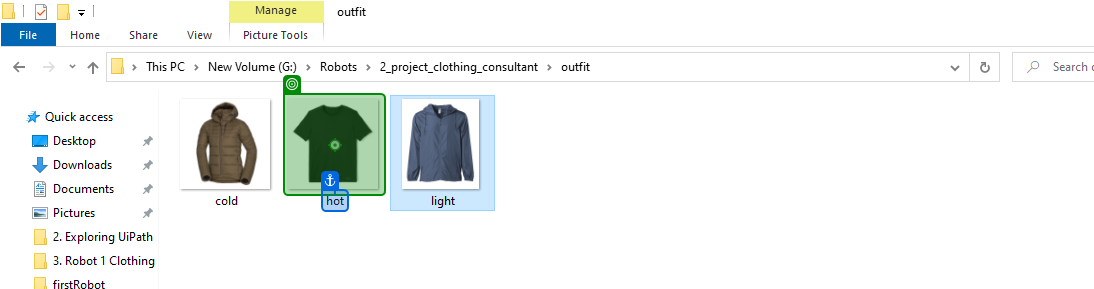 Manage outfit
File Home Share View Picture Tools
This PC New Volume (G:) Robots 2_project_clothing_consultant outfit Search o
Quick access
Desktop
Downloads
Documents
Pictures
2. Exploring UiPath
3. Robot 1 Clothing
firstRobot
cold hot light